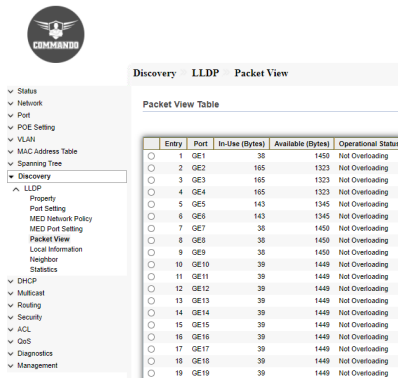 COMMANDO
Discovery LLDP Packet View
Status
Network
Port
POE Setting
VLAN
MAC Address Table
Spanning Tree
Discovery
LLDP
Property
Port Setting
MED Network Policy
MED Port Setting
Packet View
Local Information
Neighbor
Statistics
DHCP
Multicast
Routing
Security
ACL
QoS
Diagnostics
Management
Packet View Table
Entry Port In-Use (Bytes) Available (Bytes) Operational Status
1 GE1 38 1450 Not Overloading
2 GE2 165 1323 Not Overloading
3 GE3 165 1323 Not Overloading
4 GE4 165 1323 Not Overloading
5 GE5 143 1345 Not Overloading
6 GE6 143 1345 Not Overloading
7 GE7 38 1450 Not Overloading
8 GE8 38 1450 Not Overloading
9 GE9 38 1450 Not Overloading
10 GE10 39 1449 Not Overloading
11 GE11 39 1449 Not Overloading
12 GE12 39 1449 Not Overloading
13 GE13 39 1449 Not Overloading
14 GE14 39 1449 Not Overloading
15 GE15 39 1449 Not Overloading
16 GE16 39 1449 Not Overloading
17 GE17 39 1449 Not Overloading
18 GE18 39 1449 Not Overloading
19 GE19 39 1449 Not Overloading